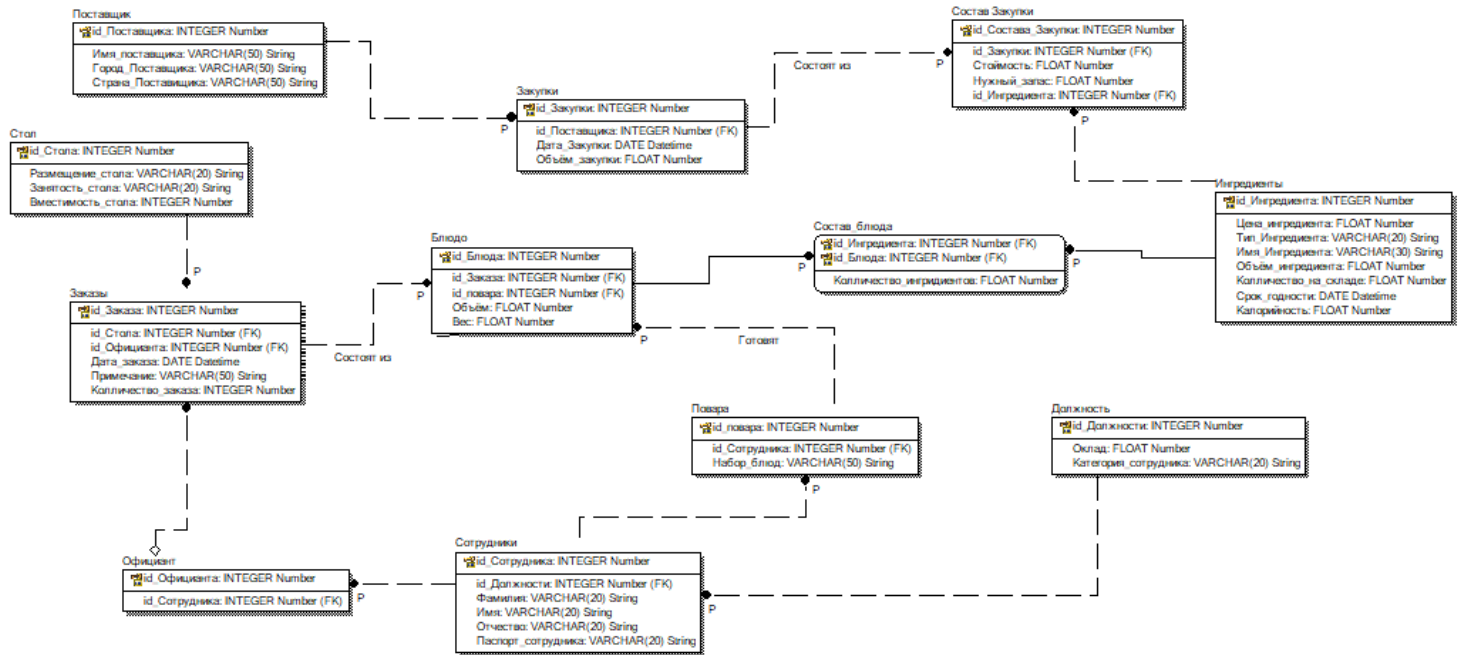 Поставщик
id_Поставщика: INTEGER Number
Имя_поставщика: VARCHAR(50) String
Город_Поставщика: VARCHAR(50) String
Страна_Поставищика: VARCHAR(50) String
Состав Закупки
id_Состава_Закупки: INTEGER Number
id_Закупки: INTEGER Number (FK)
Стоймость: FLOAT Number
Нужный_запас: FLOAT Number
id_Ингредиента: INTEGER Number (FK)
Состоят из
P
P
Закупки
id_Закупки: INTEGER Number
id_Поставщика: INTEGER Number (FK)
Дата_Закупки: DATE Datetime
Объём_закупки: FLOAT Number
P
Стол
id_Стола: INTEGER Number
Размещение_стола: VARCHAR(20) String
Занятость_стола: VARCHAR(20) String
Вместимость_стола: INTEGER Number
P
Ингредиенты
id_Ингредиента: INTEGER Number
Цена_ингредиента: FLOAT Number
Тип_Ингредиента: VARCHAR(20) String
Имя_Ингредиента: VARCHAR(30) String
Объём_ингредиента: FLOAT Number
Колличество_на_складе: FLOAT Number
Срок_годности: DATE Datetime
Калорийность: FLOAT Number
Состав_блюда
id_Ингредиента: INTEGER Number (FK)
id_Блюда: INTEGER Number (FK)
Колличество_ингридиентов: FLOAT Number
P
P
Блюдо
id_Блюда: INTEGER Number
id_Заказа: INTEGER Number (FK)
id_повара: INTEGER Number (FK)
Объём: FLOAT Number
Вес: FLOAT Number
P
P
Готовят
Заказы
id_Заказа: INTEGER Number
id_Стола: INTEGER Number (FK)
id_Официанта: INTEGER Number (FK)
Дата_заказа: DATE Datetime
Примечание: VARCHAR(50) String
Колличество_заказа: INTEGER Number
Состоят из
Повара
id_повара: INTEGER Number
id_Сотрудника: INTEGER Number (FK)
Набор_блюд: VARCHAR(50) String
P
Должность
id_Должности: INTEGER Number
Оклад: FLOAT Number
Категория_сотрудника: VARCHAR(20) String
Официант
id_Официанта: INTEGER Number
id_Сотрудника: INTEGER Number (FK)
P
Сотрудники
id_Сотрудника: INTEGER Number
id_Должности: INTEGER Number (FK)
Фамилия: VARCHAR(20) String
Имя: VARCHAR(20) String
Отчество: VARCHAR(20) String
Паспорт_сотрудника: VARCHAR(20) String
P